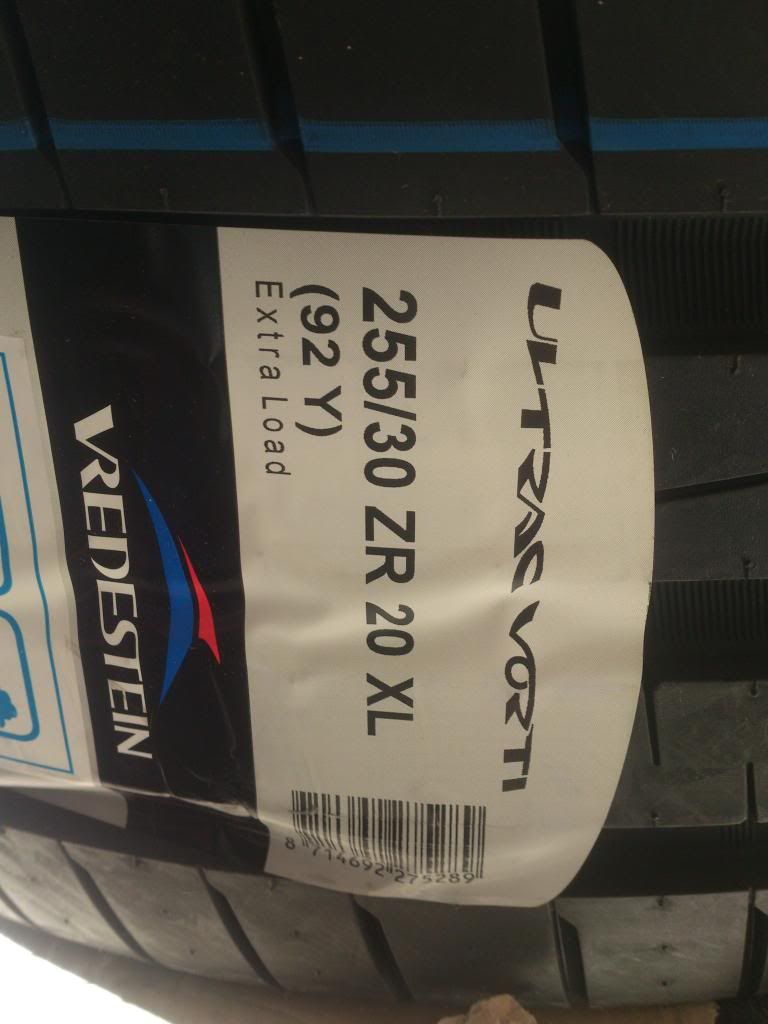 ULTRAC VORTI
255/30 ZR 20 XL
(92 Y)
Extra Load
VREDESTEIN
8 714692 275289